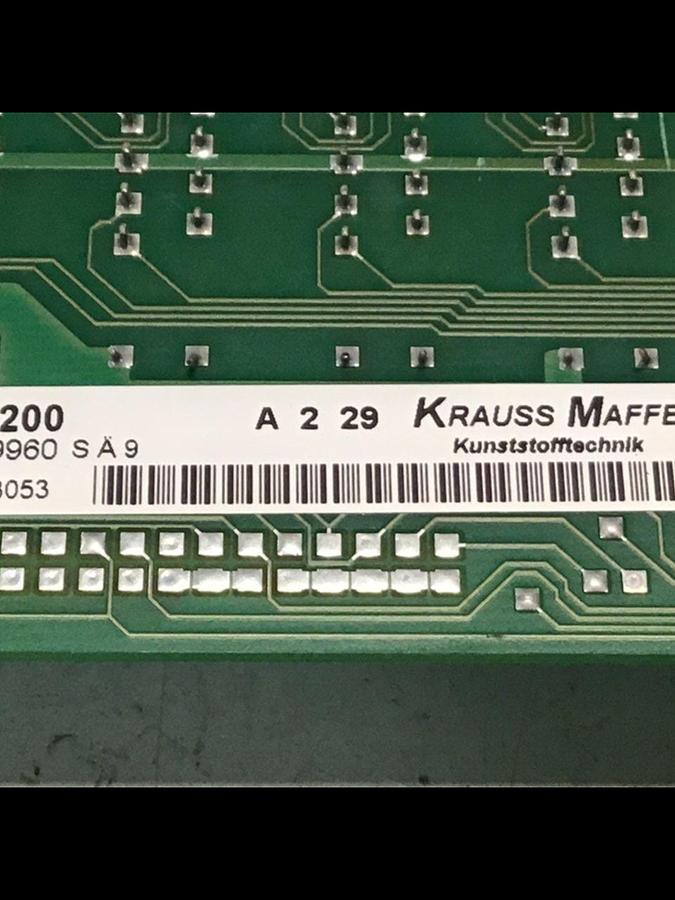 200 A 2 29 KRAUSS MAFFE
9960 S Ä 9 Kunststofftechnik
3053